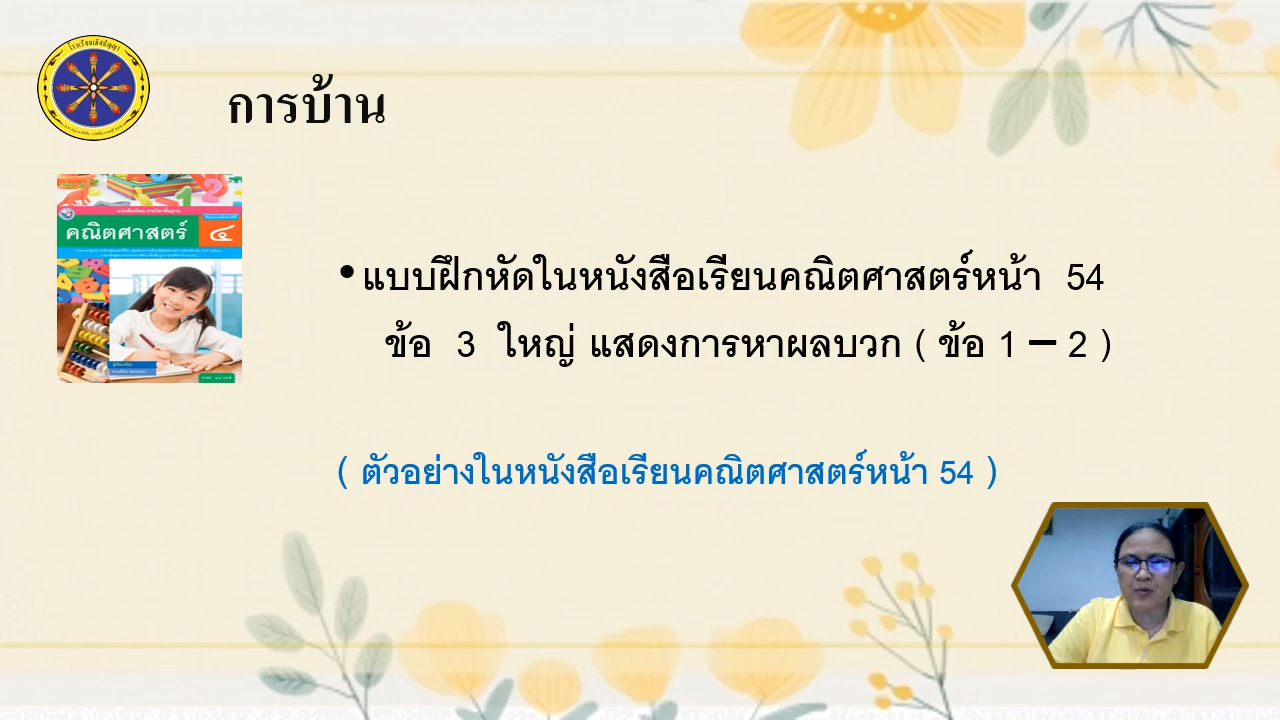 การบ้าน
คณิตศาสตร์ ๔
•แบบฝึกหัดในหนังสือเรียนคณิตศาสตร์หน้า 54
ข้อ 3 ใหญ่ แสดงการหาผลบวก ( ข้อ 1 – 2 )
( ตัวอย่างในหนังสือเรียนคณิตศาสตร์หน้า 54 )